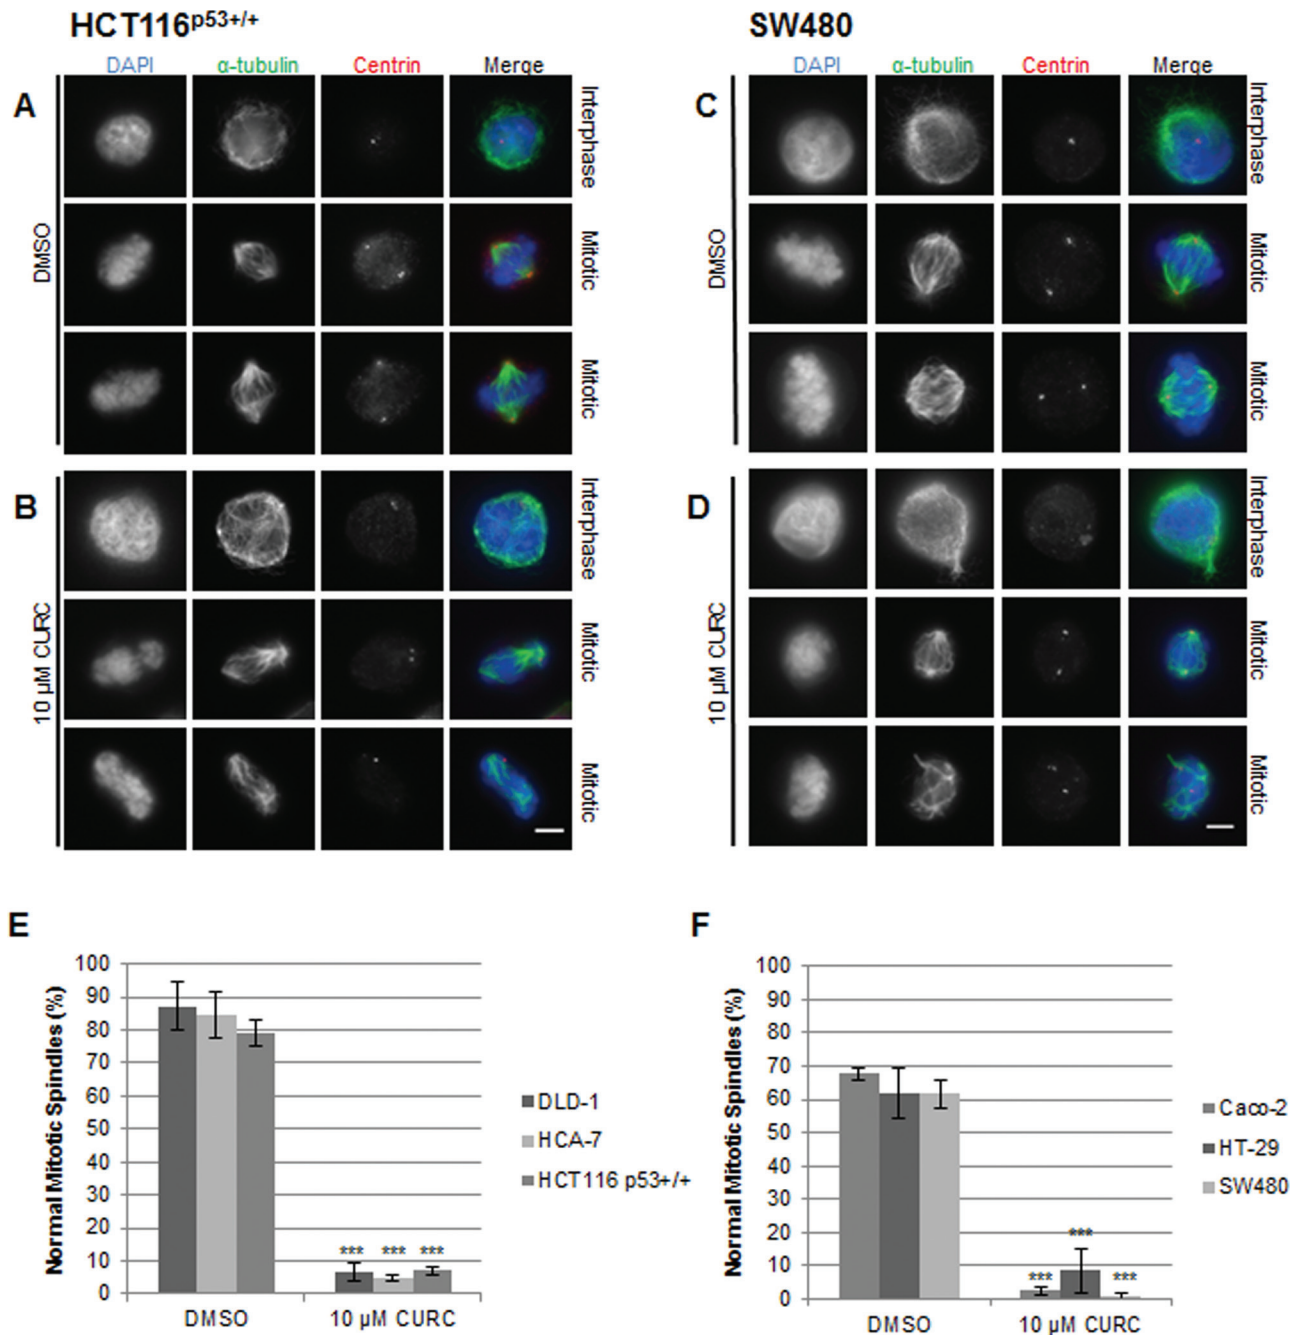 HCT116p53+/+
SW480
DAPI α-tubulin Centrin Merge
DAPI α-tubulin Centrin Merge
A
Interphase
DMSO
Mitotic
Mitotic
B
Interphase
10 µM CURC
Mitotic
Mitotic
C
Interphase
DMSO
Mitotic
Mitotic
D
Interphase
10 µM CURC
Mitotic
Mitotic
E
Normal Mitotic Spindles (%)
100
90
80
70
60
50
40
30
20
10
0
*** *** ***
DMSO 10 µM CURC
DLD-1
HCA-7
HCT116 p53+/+
F
Normal Mitotic Spindles (%)
100
90
80
70
60
50
40
30
20
10
0
*** *** ***
DMSO 10 µM CURC
Caco-2
HT-29
SW480